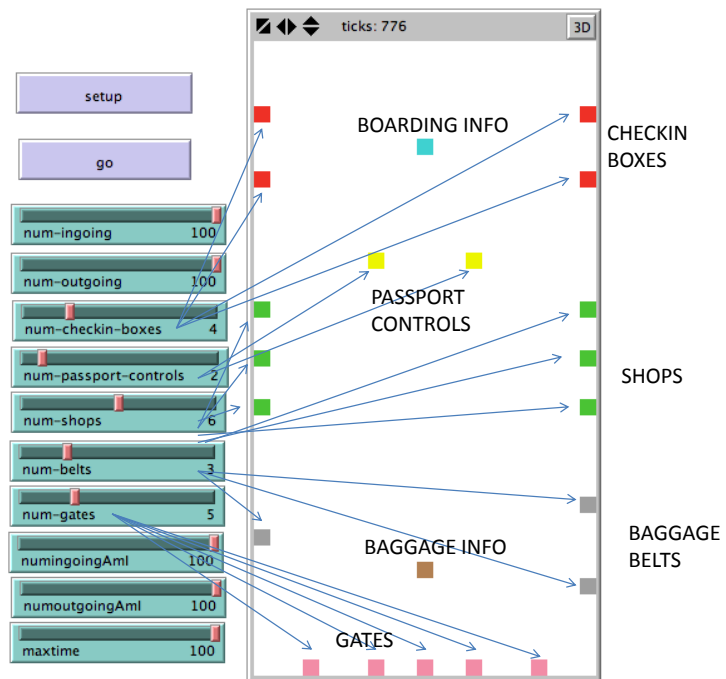 ticks: 776
3D
setup
go
num-ingoing 100
num-outgoing 100
num-checkin-boxes 4
num-passport-controls 2
num-shops 6
num-belts 3
num-gates 5
numingoingAmI 100
numoutgoingAmI 100
maxtime 100
BOARDING INFO
CHECKIN
BOXES
PASSPORT
CONTROLS
SHOPS
BAGGAGE INFO
BAGGAGE
BELTS
GATES